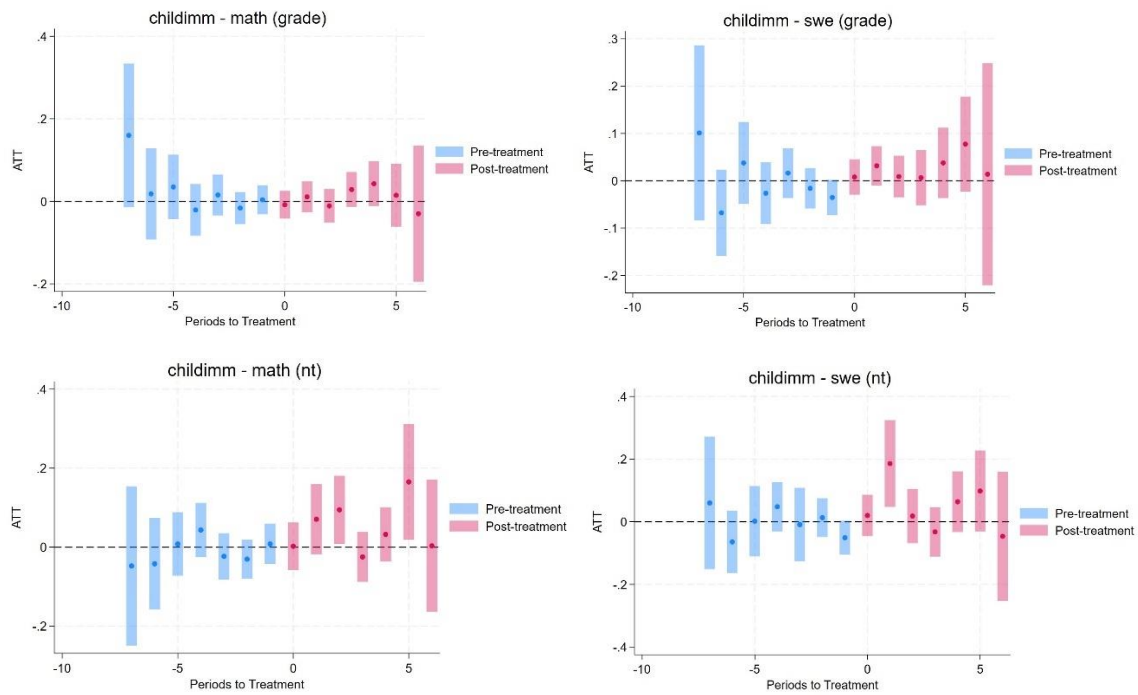 childimm - math (grade)
.4
.2
0
-.2
ATT
-10
-5
0
5
Periods to Treatment
Pre-treatment
Post-treatment
childimm - swe (grade)
.3
.2
.1
0
-.1
-.2
ATT
-10
-5
0
5
Periods to Treatment
Pre-treatment
Post-treatment
childimm - math (nt)
.4
.2
0
-.2
ATT
-10
-5
0
5
Periods to Treatment
Pre-treatment
Post-treatment
childimm - swe (nt)
.4
.2
0
-.2
-.4
ATT
-10
-5
0
5
Periods to Treatment
Pre-treatment
Post-treatment